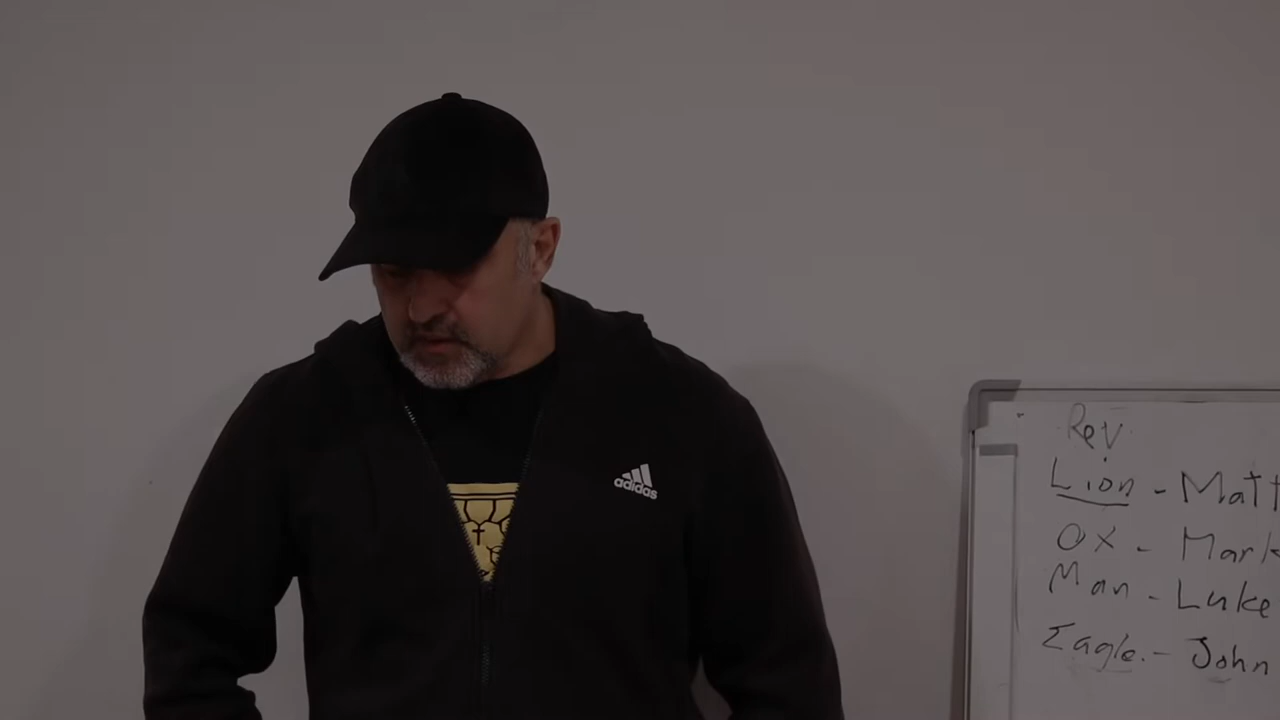 adidas
Rev
Lion - Matt
OX - Mark
Man - Luke
Eagle - John